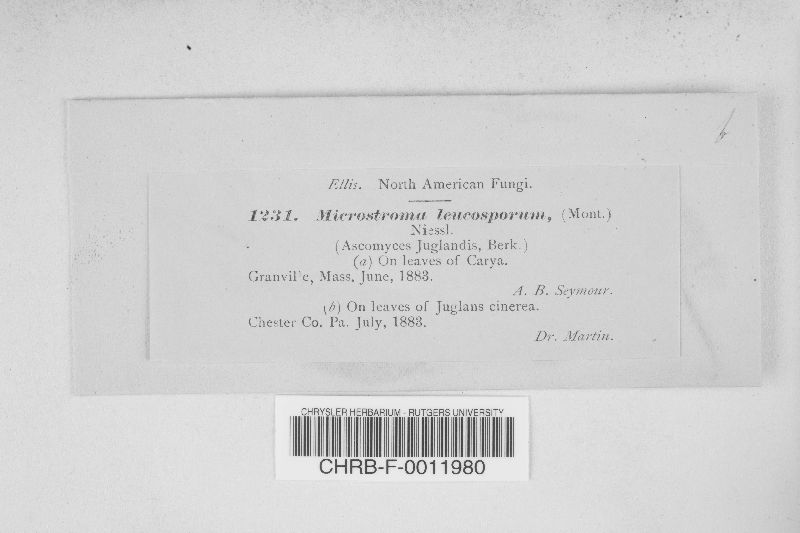 b
Ellis. North American Fungi.
1231. Microstroma leucosporum, (Mont.)
Niessl.
(Ascomyces Juglandis, Berk.)
(a) On leaves of Carya.
Granville, Mass, June, 1883.
A. B. Seymour.
(b) On leaves of Juglans cinerea.
Chester Co. Pa. July, 1883.
Dr. Martin.
CHRYSLER HERBARIUM - RUTGERS UNIVERSITY
CHRB-F-0011980